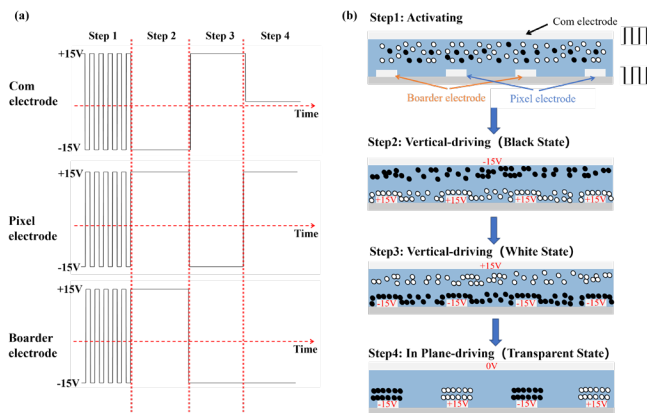 (a)
Step 1 Step 2 Step 3 Step 4
+15V
Com
electrode
Time
-15V
+15V
Pixel
electrode
Time
-15V
+15V
Boarder
electrode
Time
-15V
(b)
Step1: Activating
Com electrode
Boarder electrode
Pixel electrode
Step2: Vertical-driving (Black State)
-15V
+15V +15V +15V +15V
Step3: Vertical-driving (White State)
+15V
-15V -15V -15V -15V
Step4: In Plane-driving (Transparent State)
0V
-15V +15V -15V +15V